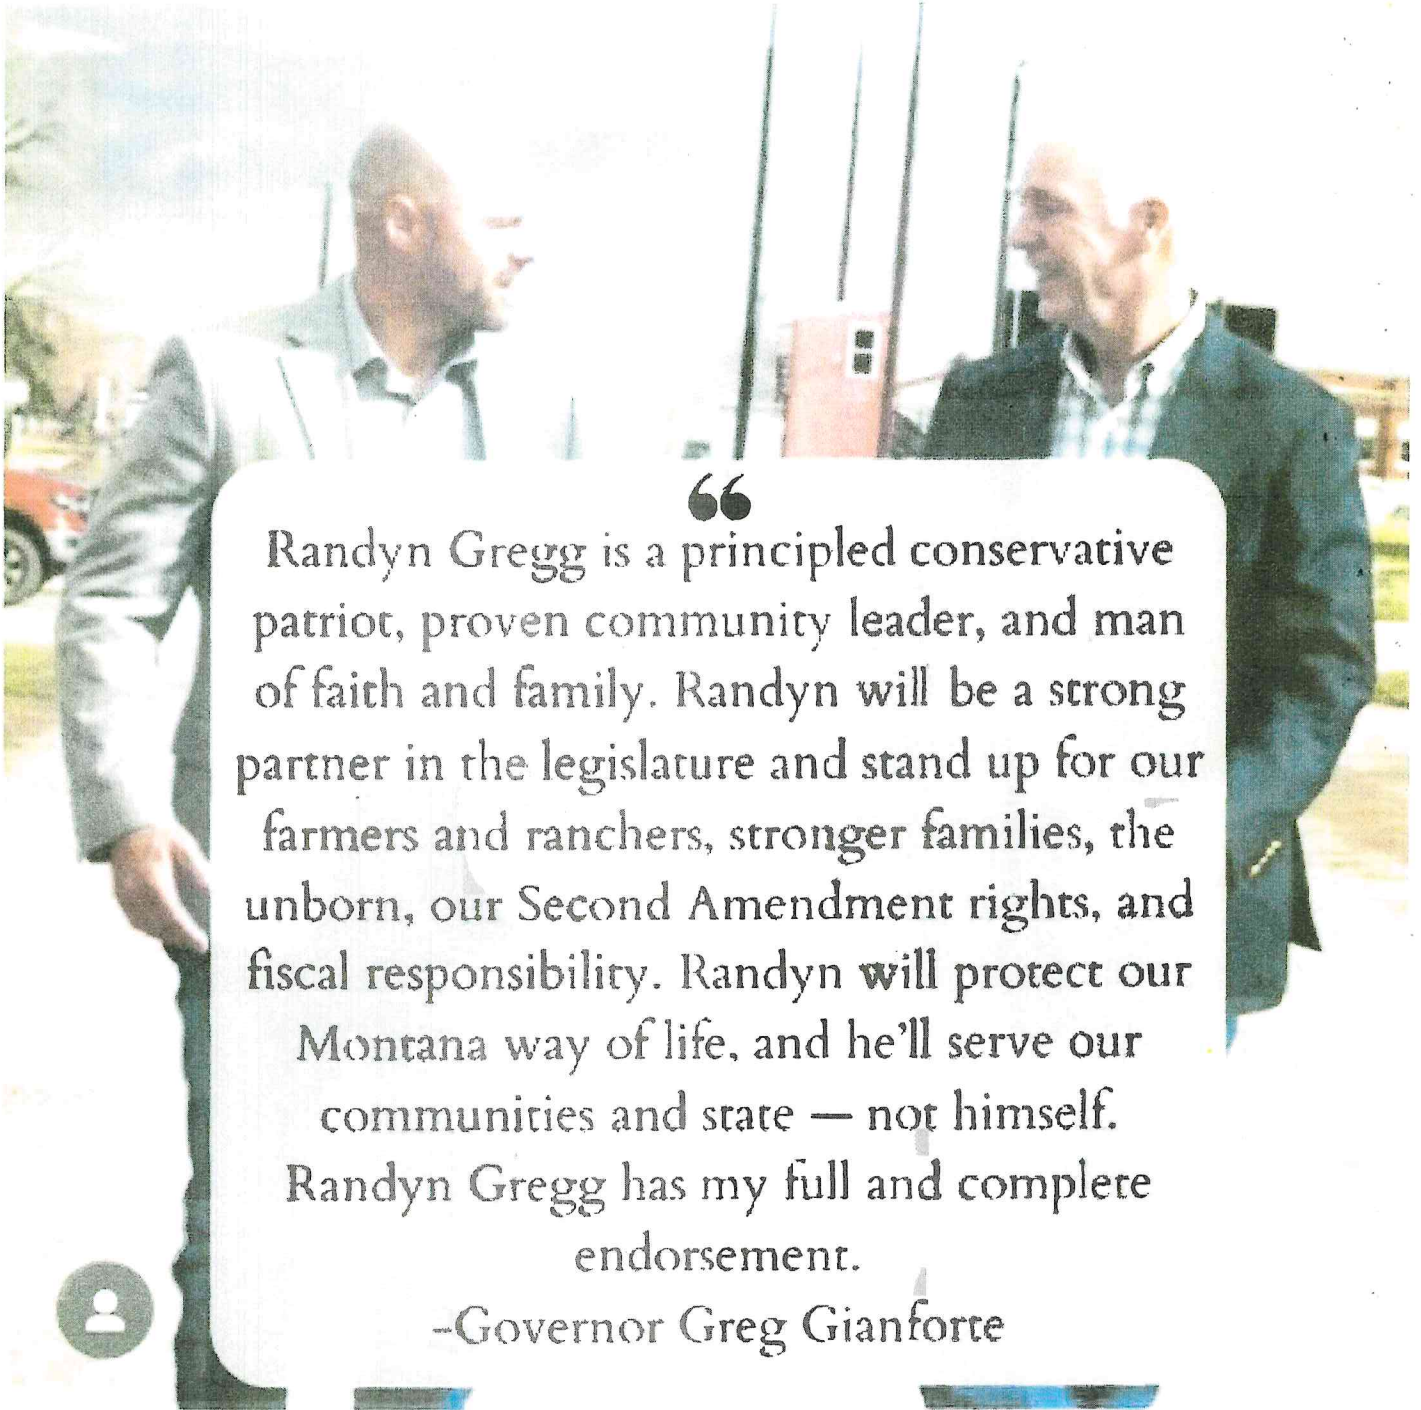 “
Randyn Gregg is a principled conservative
patriot, proven community leader, and man
of faith and family. Randyn will be a strong
partner in the legislature and stand up for our
farmers and ranchers, stronger families, the
unborn, our Second Amendment rights, and
fiscal responsibility. Randyn will protect our
Montana way of life, and he’ll serve our
communities and state — not himself.
Randyn Gregg has my full and complete
endorsement.
-Governor Greg Gianforte